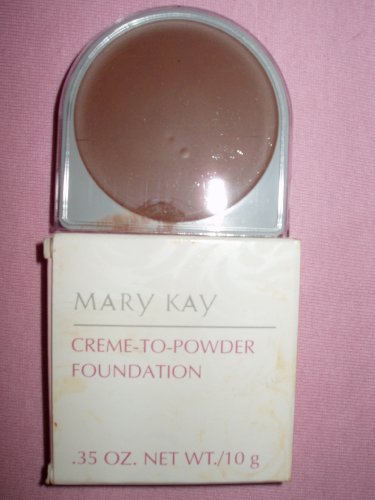 MARY KAY
CREME-TO-POWDER
FOUNDATION
.35 OZ. NET WT./10 g